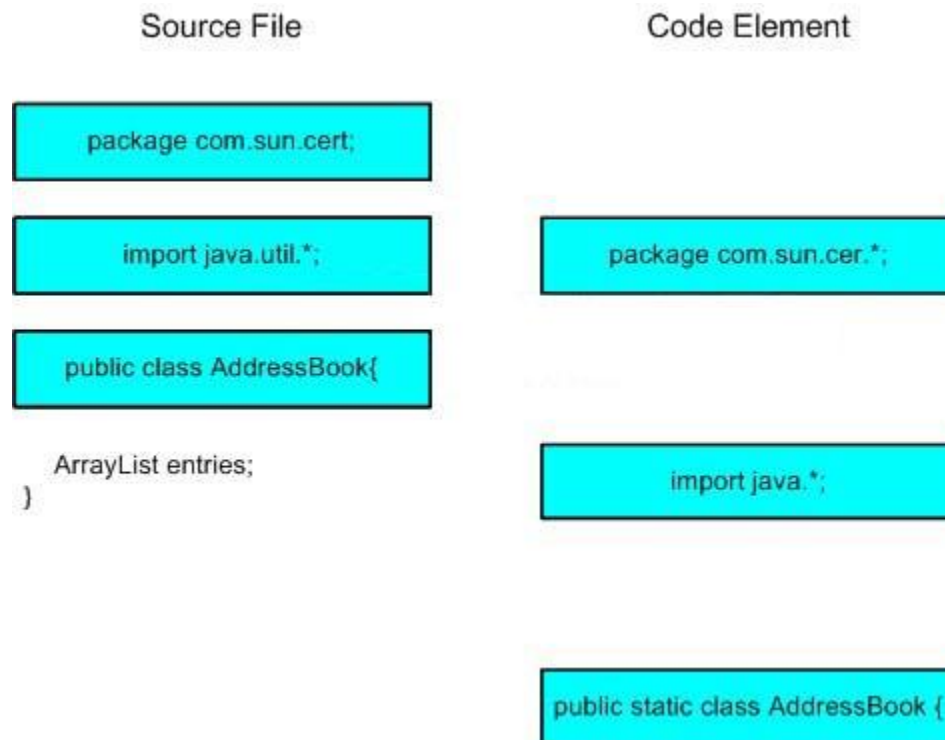 Source File
Code Element
package com.sun.cert;
import java.util.*;
package com.sun.cer.*;
public class AddressBook{
ArrayList entries;
}
import java.*;
public static class AddressBook {